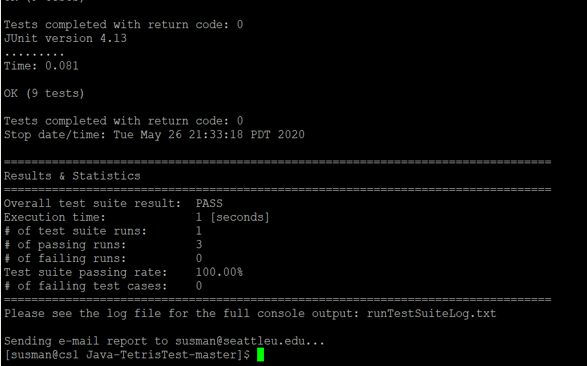 Tests completed with return code: 0
JUnit version 4.13
.........
Time: 0.081
OK (9 tests)
Tests completed with return code: 0
Stop date/time: Tue May 26 21:33:18 PDT 2020
================================================================================
Results & Statistics
================================================================================
Overall test suite result: PASS
Execution time: 1 [seconds]
# of test suite runs: 1
# of passing runs: 3
# of failing runs: 0
Test suite passing rate: 100.00%
# of failing test cases: 0
================================================================================
Please see the log file for the full console output: runTestSuiteLog.txt
Sending e-mail report to susman@seattleu.edu...
[susman@cs1 Java-TetrisTest-master]$